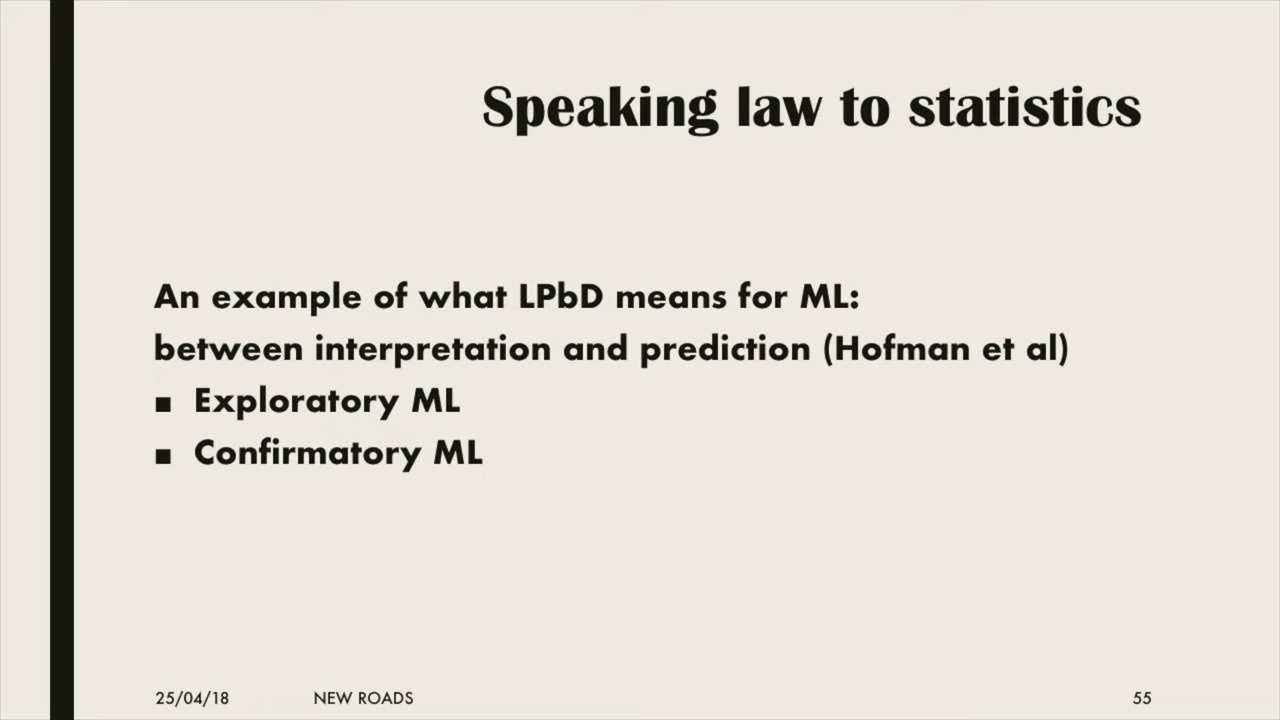 Speaking law to statistics
An example of what LPbD means for ML:
between interpretation and prediction (Hofman et al)
▪ Exploratory ML
▪ Confirmatory ML
25/04/18 NEW ROADS 55